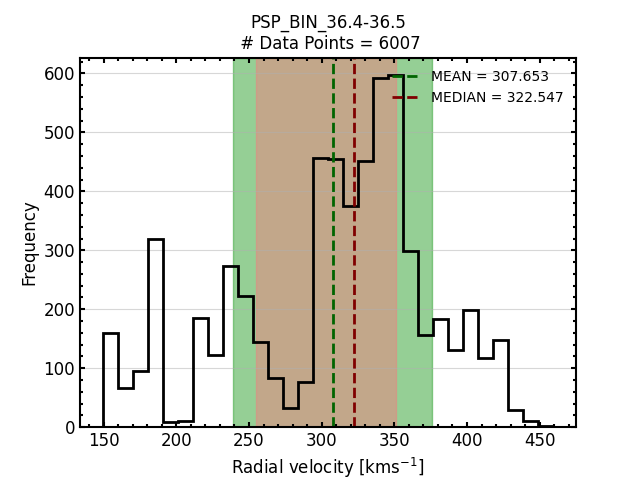 PSP_BIN_36.4-36.5
# Data Points = 6007
MEAN = 307.653
MEDIAN = 322.547
600
500
400
300
200
100
0
Frequency
150 200 250 300 350 400 450
Radial velocity [kms⁻¹]